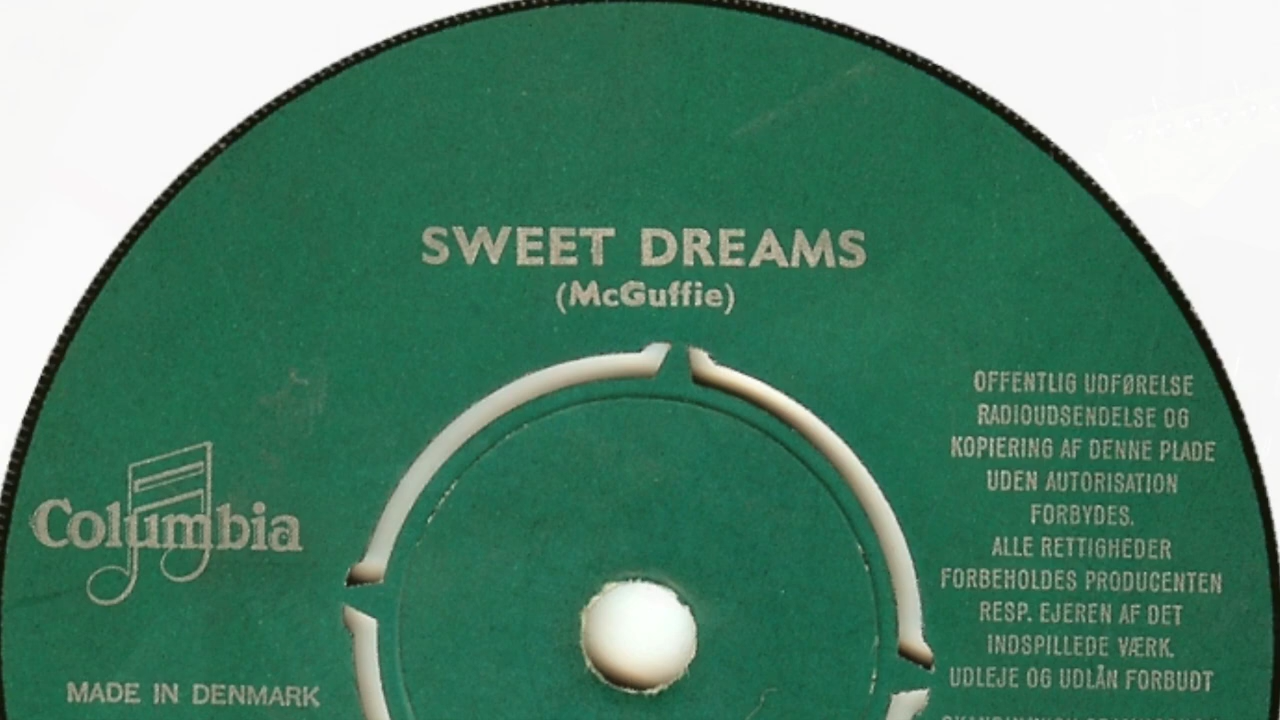 SWEET DREAMS
(McGuffie)
OFFENTLIG UDFØRELSE
RADIOUDSENDELSE OG
KOPIERING AF DENNE PLADE
UDEN AUTORISATION
FORBYDES.
ALLE RETTIGHEDER
FORBEHOLDES PRODUCENTEN
RESP. EJEREN AF DET
INDSPILLEDE VÆRK.
UDLEJE OG UDLÅN FORBUDT
Columbia
MADE IN DENMARK